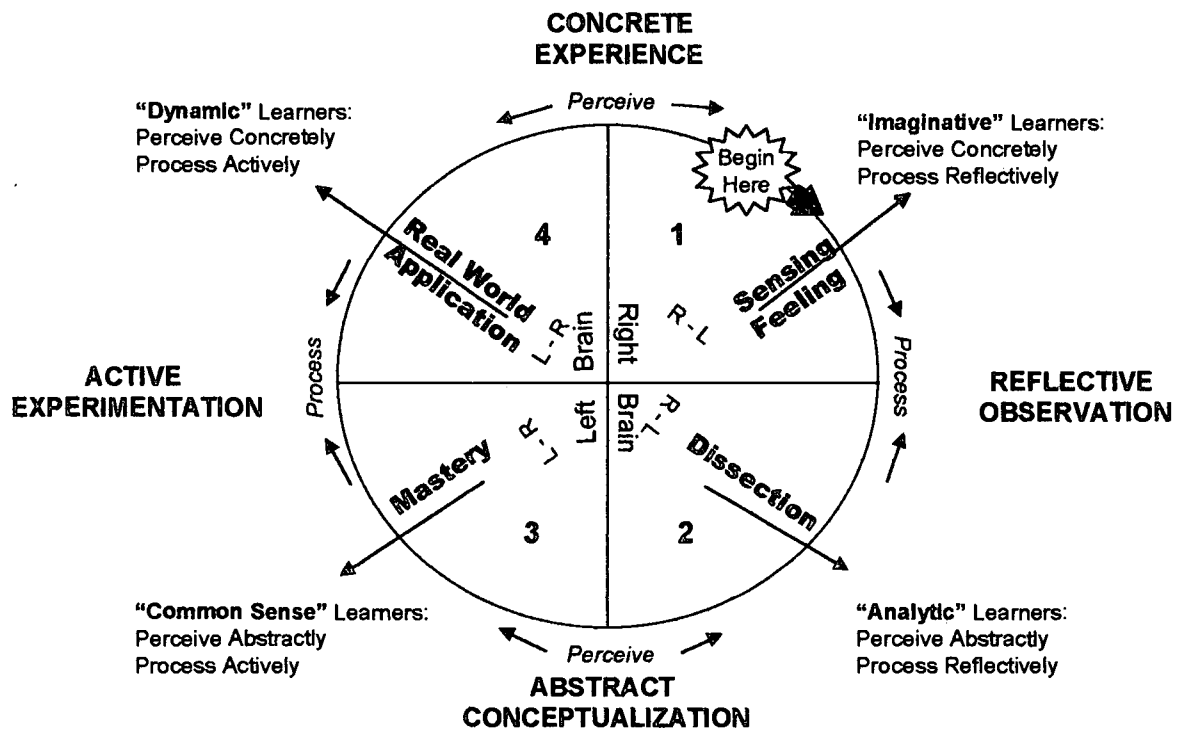 CONCRETE
EXPERIENCE
Perceive
"Dynamic" Learners:
Perceive Concretely
Process Actively
"Imaginative" Learners:
Perceive Concretely
Process Reflectively
Begin
Here
4
1
Real World
Application
Sensing
Feeling
L - R
Brain
Right
R - L
Process
Process
ACTIVE
EXPERIMENTATION
REFLECTIVE
OBSERVATION
L - R
Left
Brain
R - L
Mastery
Dissection
3
2
"Common Sense" Learners:
Perceive Abstractly
Process Actively
"Analytic" Learners:
Perceive Abstractly
Process Reflectively
Perceive
ABSTRACT
CONCEPTUALIZATION